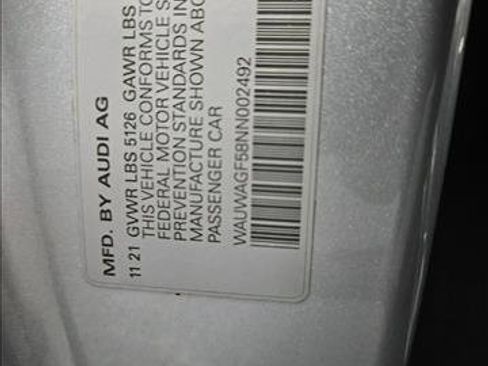 MFD. BY AUDI AG
11 21 GVWR LBS 5126 GAWR LBS
THIS VEHICLE CONFORMS TO
FEDERAL MOTOR VEHICLE S
PREVENTION STANDARDS IN
MANUFACTURE SHOWN ABO
PASSENGER CAR
WAUWAGF58NN002492